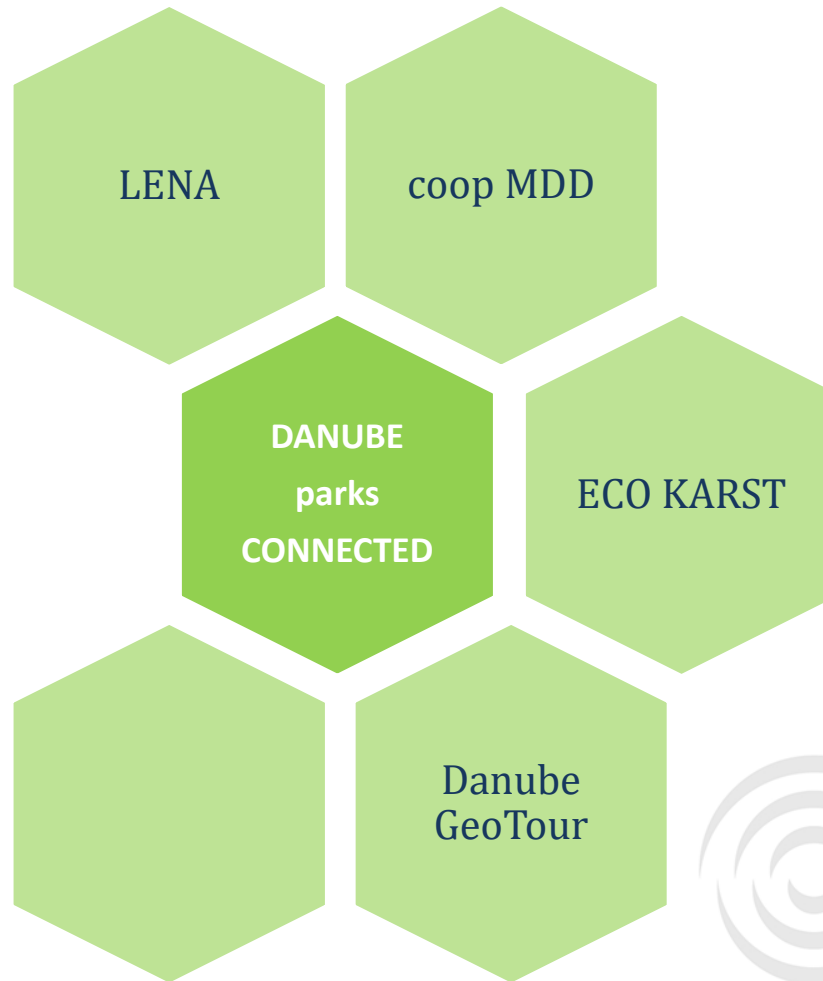 LENA
coop MDD
DANUBE
parks
CONNECTED
ECO KARST
Danube
GeoTour